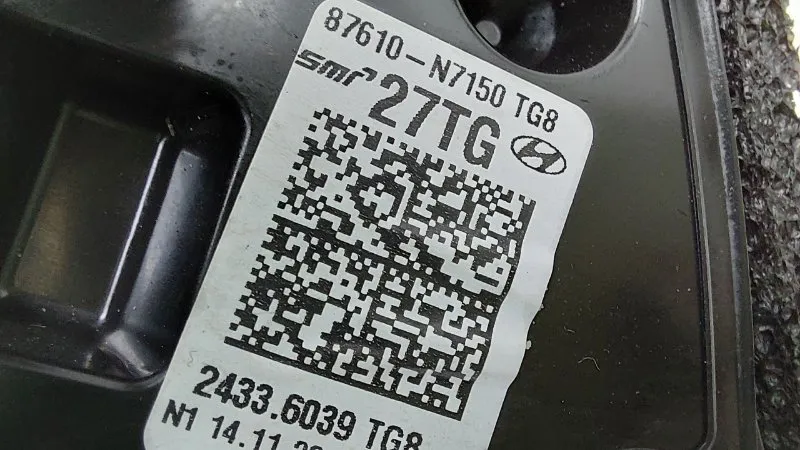 87610-N7150 TG8
SMR
27TG
2433.6039 TG8
N1 14.11.